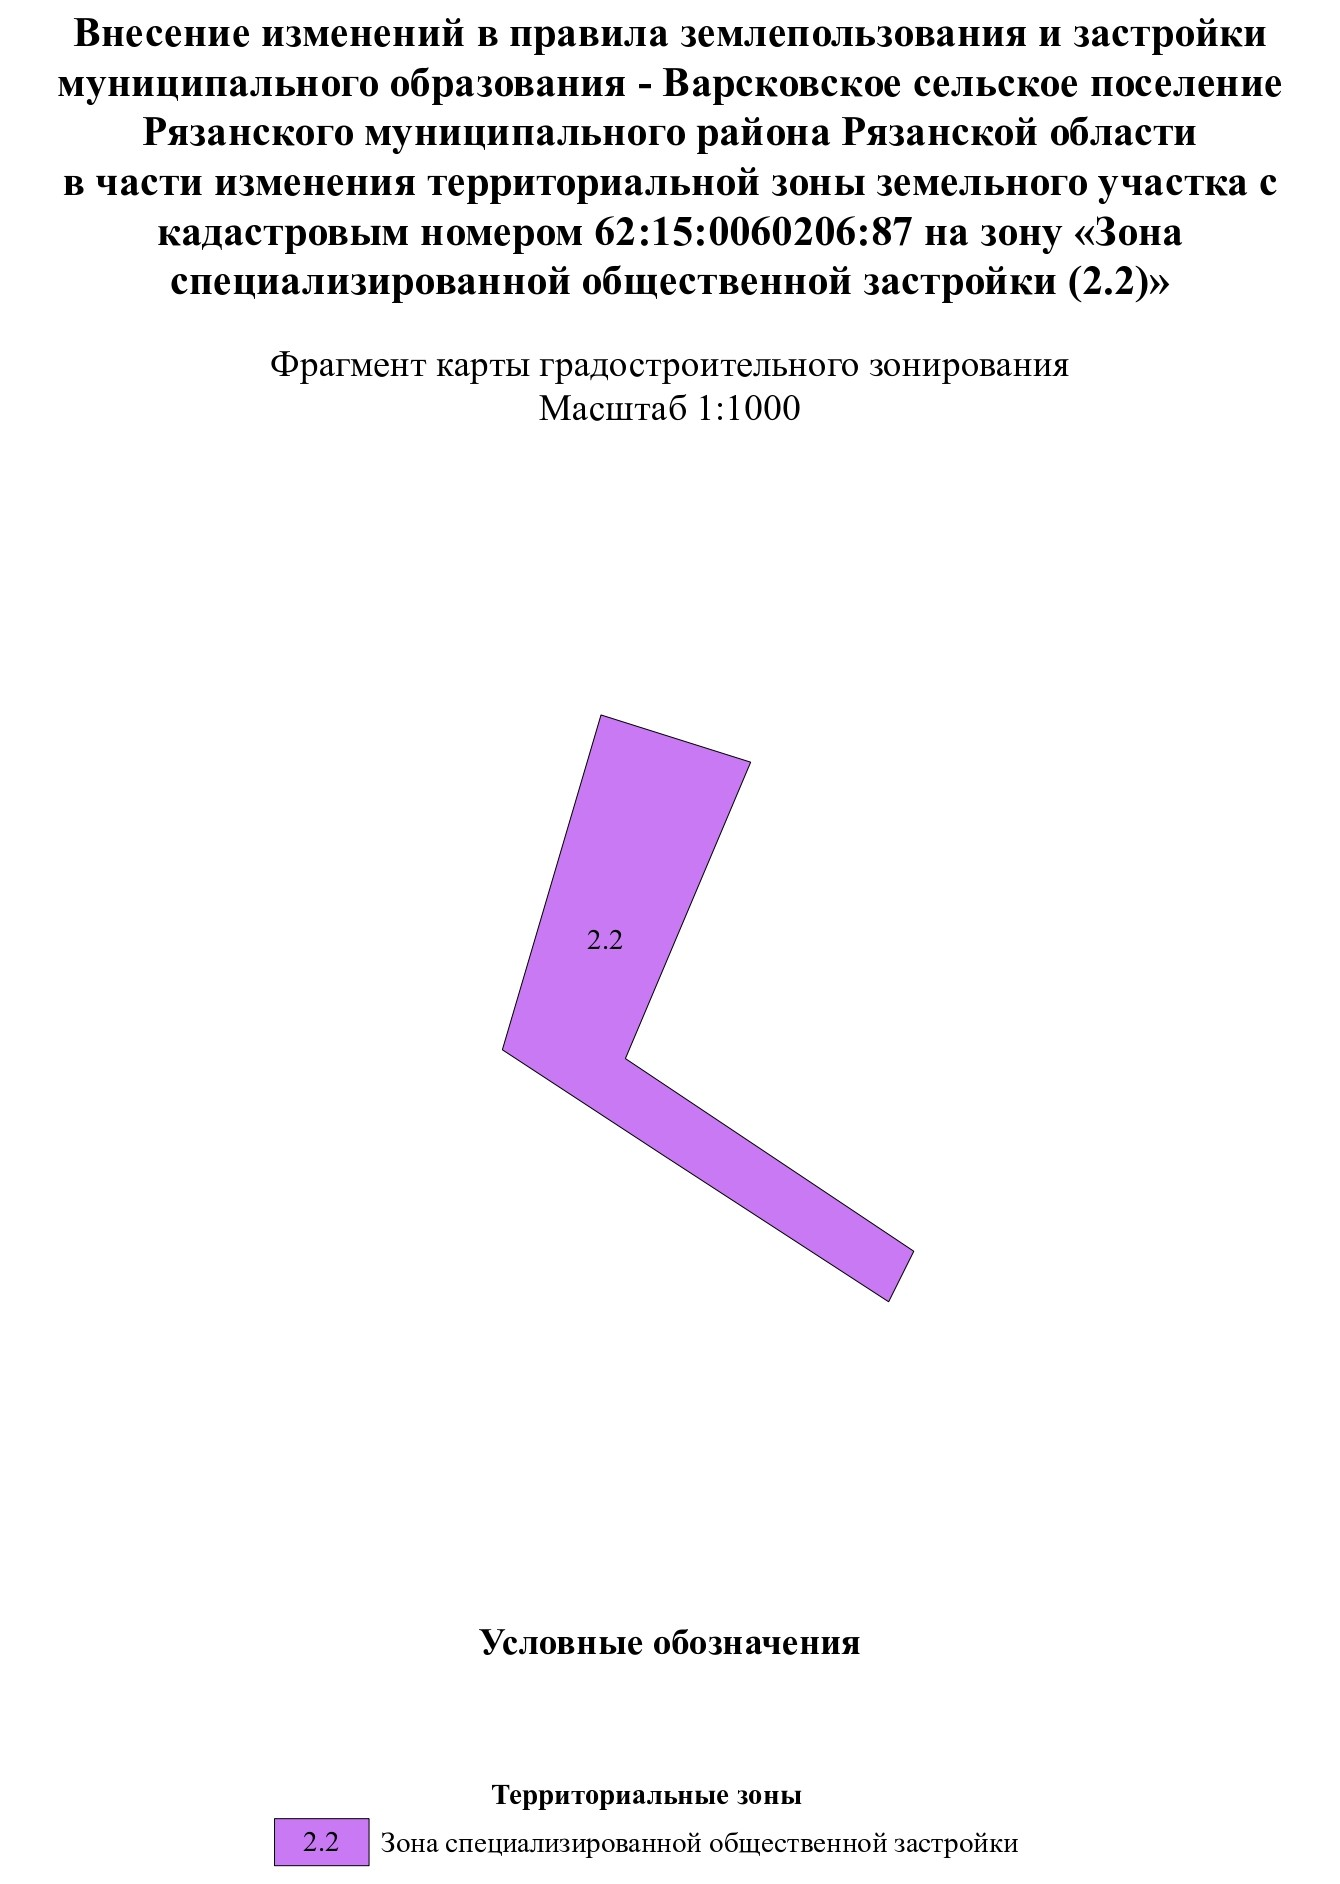 Внесение изменений в правила землепользования и застройки
муниципального образования - Варсковское сельское поселение
Рязанского муниципального района Рязанской области
в части изменения территориальной зоны земельного участка с
кадастровым номером 62:15:0060206:87 на зону «Зона
специализированной общественной застройки (2.2)»
Фрагмент карты градостроительного зонирования
Масштаб 1:1000
2.2
Условные обозначения
Территориальные зоны
2.2 Зона специализированной общественной застройки